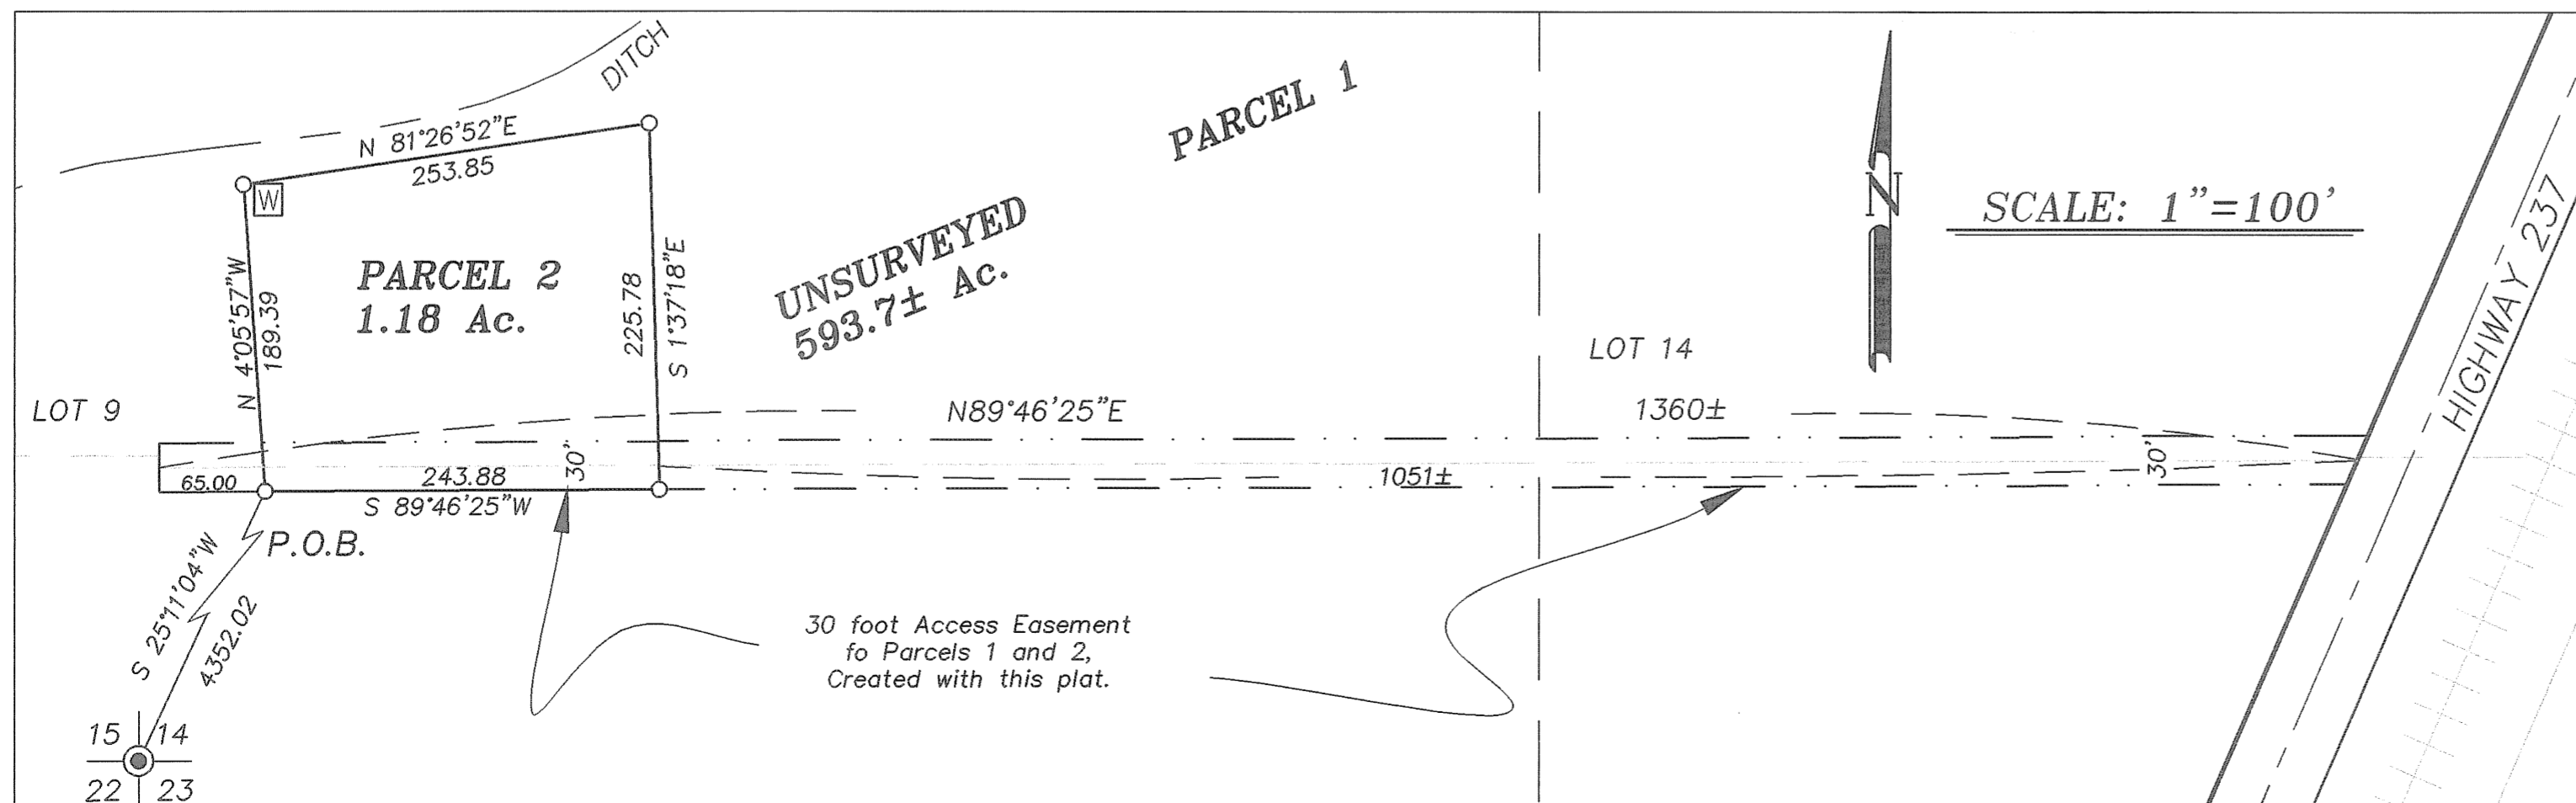 DITCH
PARCEL 1
N 81°26'52"E
253.85
W
N
SCALE: 1"=100'
HIGHWAY 237
N 4°05'57"W
189.39
PARCEL 2
1.18 Ac.
225.78
S 1°37'18"E
UNSURVEYED
593.7± Ac.
LOT 14
LOT 9
N89°46'25"E
1360±
65.00
243.88
30'
1051±
30'
S 89°46'25"W
P.O.B.
S 25°11'04"W
4352.02
30 foot Access Easement
fo Parcels 1 and 2,
Created with this plat.
15 14
22 23